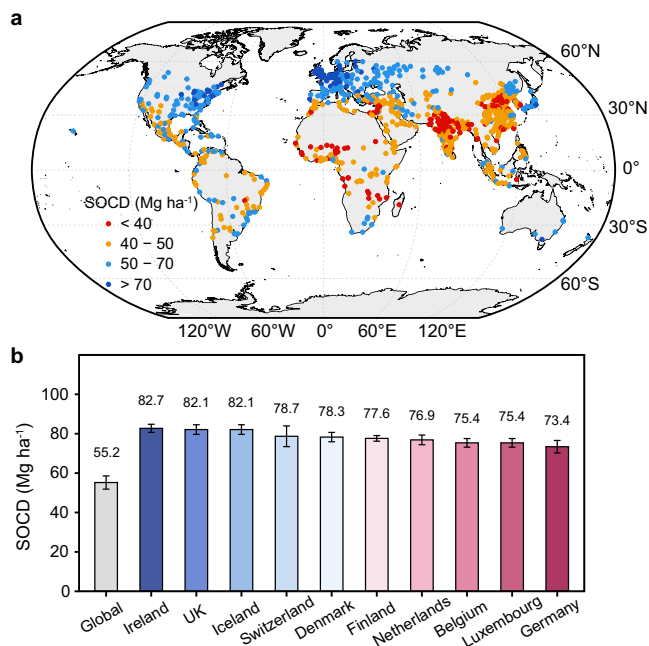 a
60°N
30°N
0°
30°S
60°S
SOCD (Mg ha⁻¹)
< 40
40 – 50
50 – 70
> 70
120°W 60°W 0° 60°E 120°E
b
SOCD (Mg ha⁻¹)
100
80
60
40
20
0
55.2
82.7
82.1
82.1
78.7
78.3
77.6
76.9
75.4
75.4
73.4
Global
Ireland
UK
Iceland
Switzerland
Denmark
Finland
Netherlands
Belgium
Luxembourg
Germany